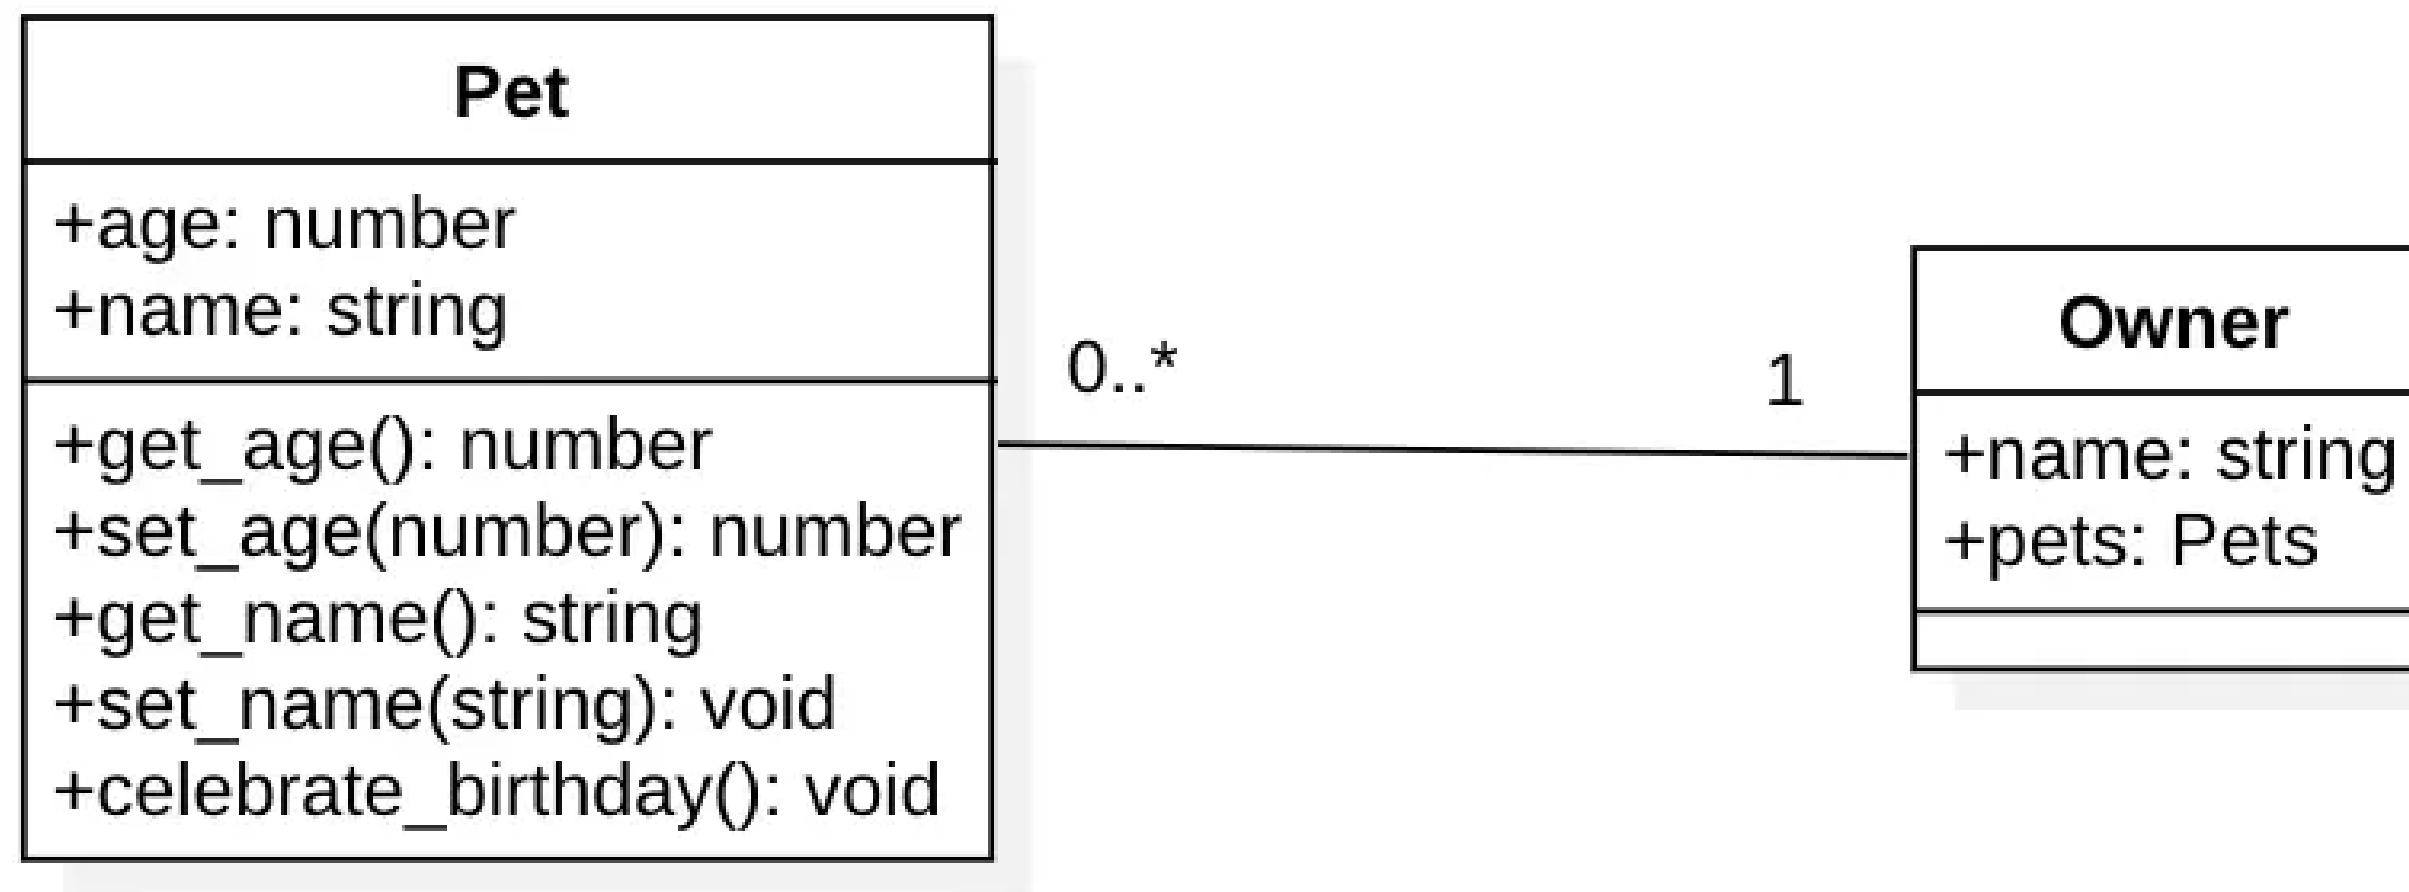 Pet
+age: number
+name: string
+get_age(): number
+set_age(number): number
+get_name(): string
+set_name(string): void
+celebrate_birthday(): void
0..*
1
Owner
+name: string
+pets: Pets